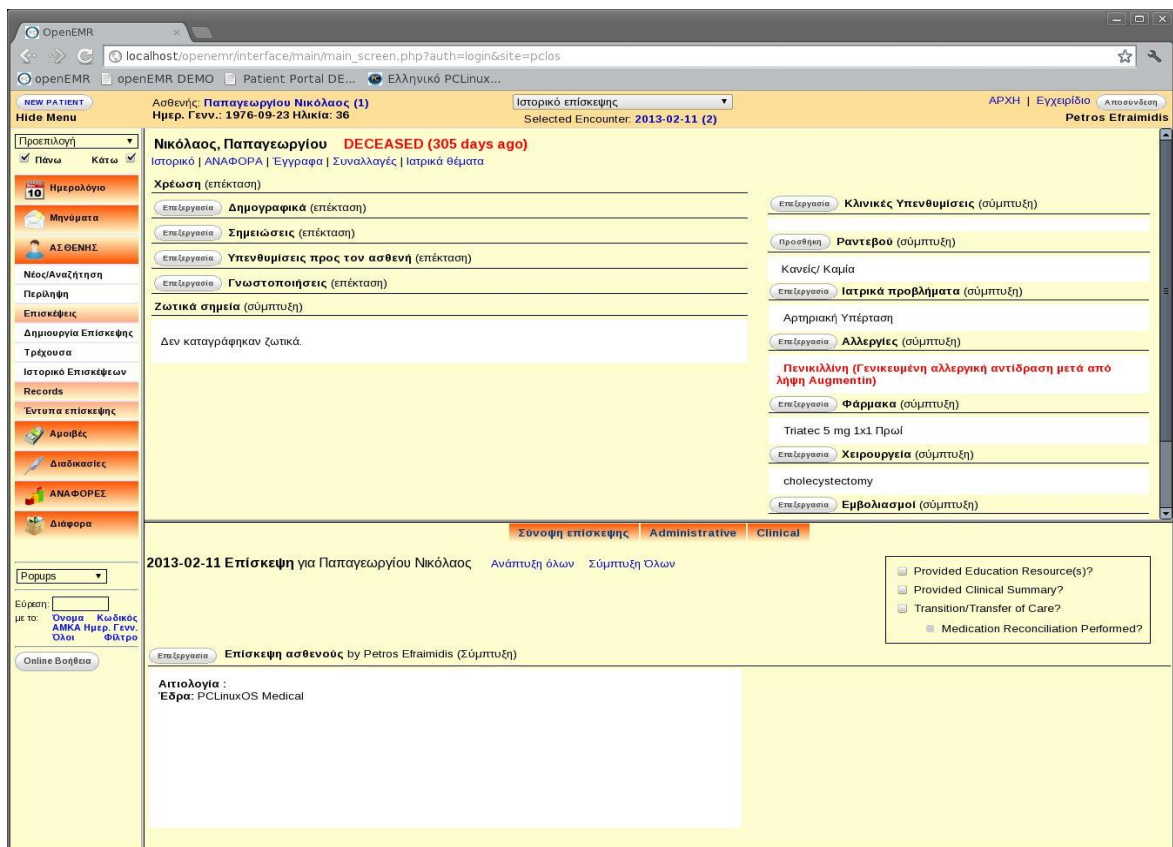 OpenEMR
localhost/openemr/interface/main/main_screen.php?auth=login&site=pclos
openEMR openEMR DEMO Patient Portal DE... Ελληνικό PCLinux...
NEW PATIENT
Hide Menu
Ασθενής: Παπαγεωργίου Νικόλαος (1)
Ημερ. Γενν.: 1976-09-23 Ηλικία: 36
Ιστορικό επίσκεψης
Selected Encounter: 2013-02-11 (2)
ΑΡΧΗ | Εγχειρίδιο Αποσύνδεση
Petros Efraimidis
Προεπιλογή
Πάνω Κάτω
10 Ημερολόγιο
Μηνύματα
ΑΣΘΕΝΗΣ
Νέος/Αναζήτηση
Περίληψη
Επισκέψεις
Δημιουργία Επίσκεψης
Τρέχουσα
Ιστορικό Επισκέψεων
Records
Έντυπα επίσκεψης
Αμοιβές
Διαδικασίες
ΑΝΑΦΟΡΕΣ
Διάφορα
Popups
Εύρεση:
με το: Όνομα Κωδικός
ΑΜΚΑ Ημερ. Γενν.
Όλοι Φίλτρο
Online Βοήθεια
Νικόλαος, Παπαγεωργίου DECEASED (305 days ago)
Ιστορικό | ΑΝΑΦΟΡΑ | Έγγραφα | Συναλλαγές | Ιατρικά θέματα
Χρέωση (επέκταση)
Επεξεργασία Δημογραφικά (επέκταση)
Επεξεργασία Σημειώσεις (επέκταση)
Επεξεργασία Υπενθυμίσεις προς τον ασθενή (επέκταση)
Επεξεργασία Γνωστοποιήσεις (επέκταση)
Ζωτικά σημεία (σύμπτυξη)
Δεν καταγράφηκαν ζωτικά.
Επεξεργασία Κλινικές Υπενθυμίσεις (σύμπτυξη)
Προσθηκη Ραντεβού (σύμπτυξη)
Κανείς/ Καμία
Επεξεργασία Ιατρικά προβλήματα (σύμπτυξη)
Αρτηριακή Υπέρταση
Επεξεργασία Αλλεργίες (σύμπτυξη)
Πενικιλλίνη (Γενικευμένη αλλεργική αντίδραση μετά από
λήψη Augmentin)
Επεξεργασία Φάρμακα (σύμπτυξη)
Triatec 5 mg 1x1 Πρωί
Επεξεργασία Χειρουργεία (σύμπτυξη)
cholecystectomy
Επεξεργασία Εμβολιασμοί (σύμπτυξη)
Σύνοψη επίσκεψης Administrative Clinical
2013-02-11 Επίσκεψη για Παπαγεωργίου Νικόλαος Ανάπτυξη όλων Σύμπτυξη Όλων
Provided Education Resource(s)?
Provided Clinical Summary?
Transition/Transfer of Care?
Medication Reconciliation Performed?
Επεξεργασία Επίσκεψη ασθενούς by Petros Efraimidis (Σύμπτυξη)
Αιτιολογία :
Έδρα: PCLinuxOS Medical